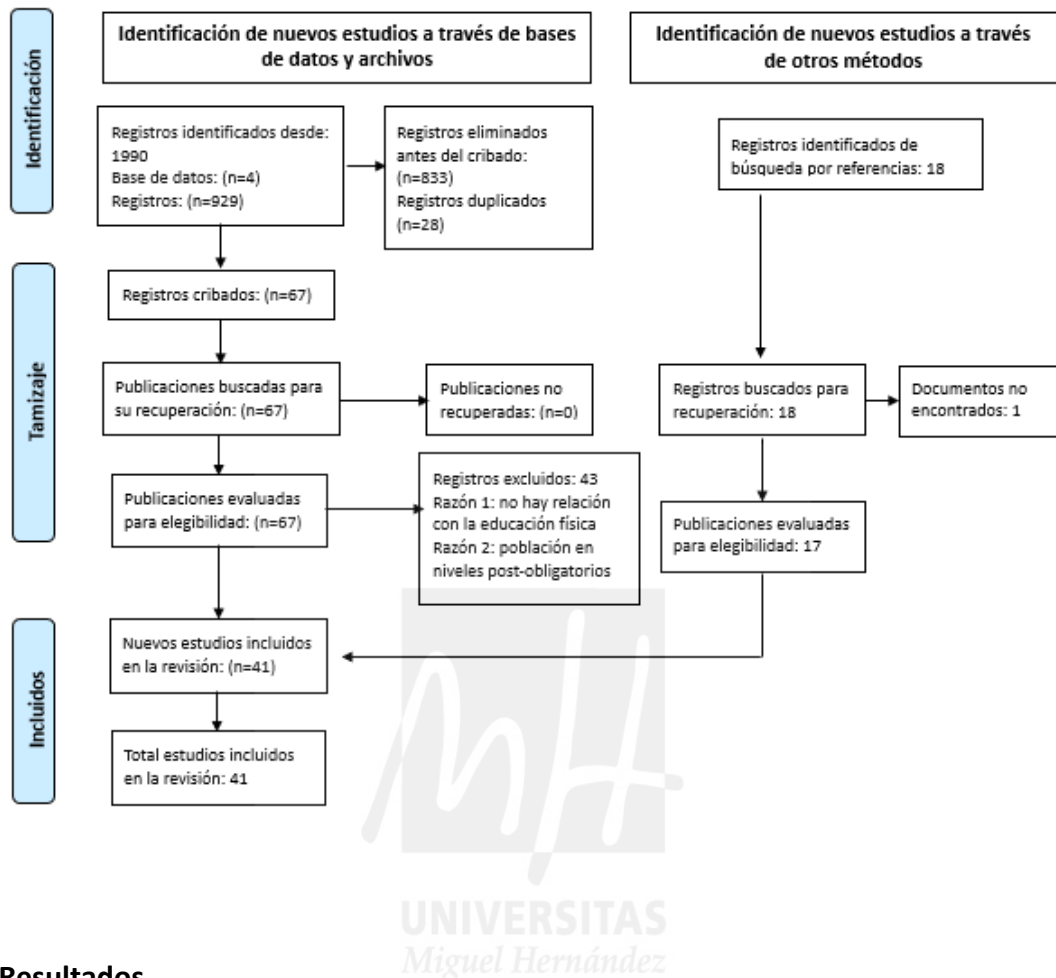 Identificación
Identificación de nuevos estudios a través de bases
de datos y archivos
Identificación de nuevos estudios a través
de otros métodos
Registros identificados desde:
1990
Base de datos: (n=4)
Registros: (n=929)
Registros eliminados
antes del cribado:
(n=833)
Registros duplicados
(n=28)
Registros identificados de
búsqueda por referencias: 18
Tamizaje
Registros cribados: (n=67)
Publicaciones buscadas para
su recuperación: (n=67)
Publicaciones no
recuperadas: (n=0)
Registros buscados para
recuperación: 18
Documentos no
encontrados: 1
Publicaciones evaluadas
para elegibilidad: (n=67)
Registros excluidos: 43
Razón 1: no hay relación
con la educación física
Razón 2: población en
niveles post-obligatorios
Publicaciones evaluadas
para elegibilidad: 17
Incluidos
Nuevos estudios incluidos
en la revisión: (n=41)
Total estudios incluidos
en la revisión: 41
UNIVERSITAS
Miguel Hernández
Resultados